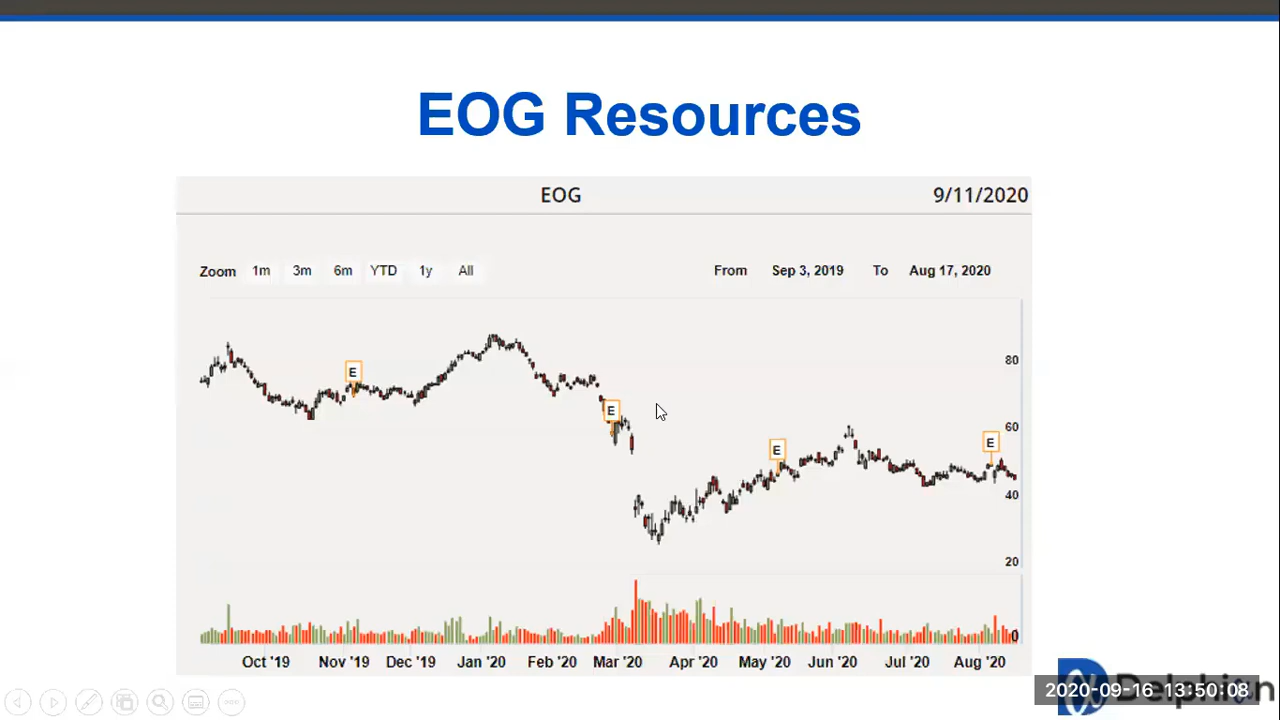 EOG Resources
EOG 9/11/2020
Zoom 1m 3m 6m YTD 1y All From Sep 3, 2019 To Aug 17, 2020
E
E
E
E
80
60
40
20
0
Oct '19 Nov '19 Dec '19 Jan '20 Feb '20 Mar '20 Apr '20 May '20 Jun '20 Jul '20 Aug '20
Delphian
2020-09-16 13:50:08